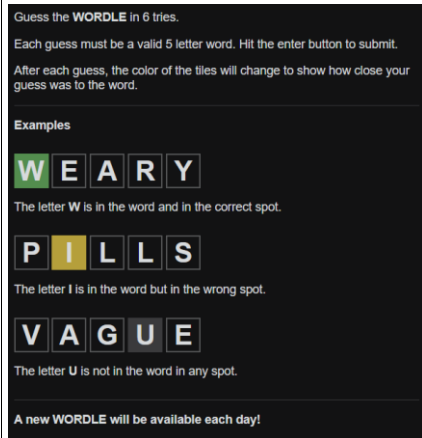 Guess the WORDLE in 6 tries.
Each guess must be a valid 5 letter word. Hit the enter button to submit.
After each guess, the color of the tiles will change to show how close your
guess was to the word.
Examples
W E A R Y
The letter W is in the word and in the correct spot.
P I L L S
The letter I is in the word but in the wrong spot.
V A G U E
The letter U is not in the word in any spot.
A new WORDLE will be available each day!